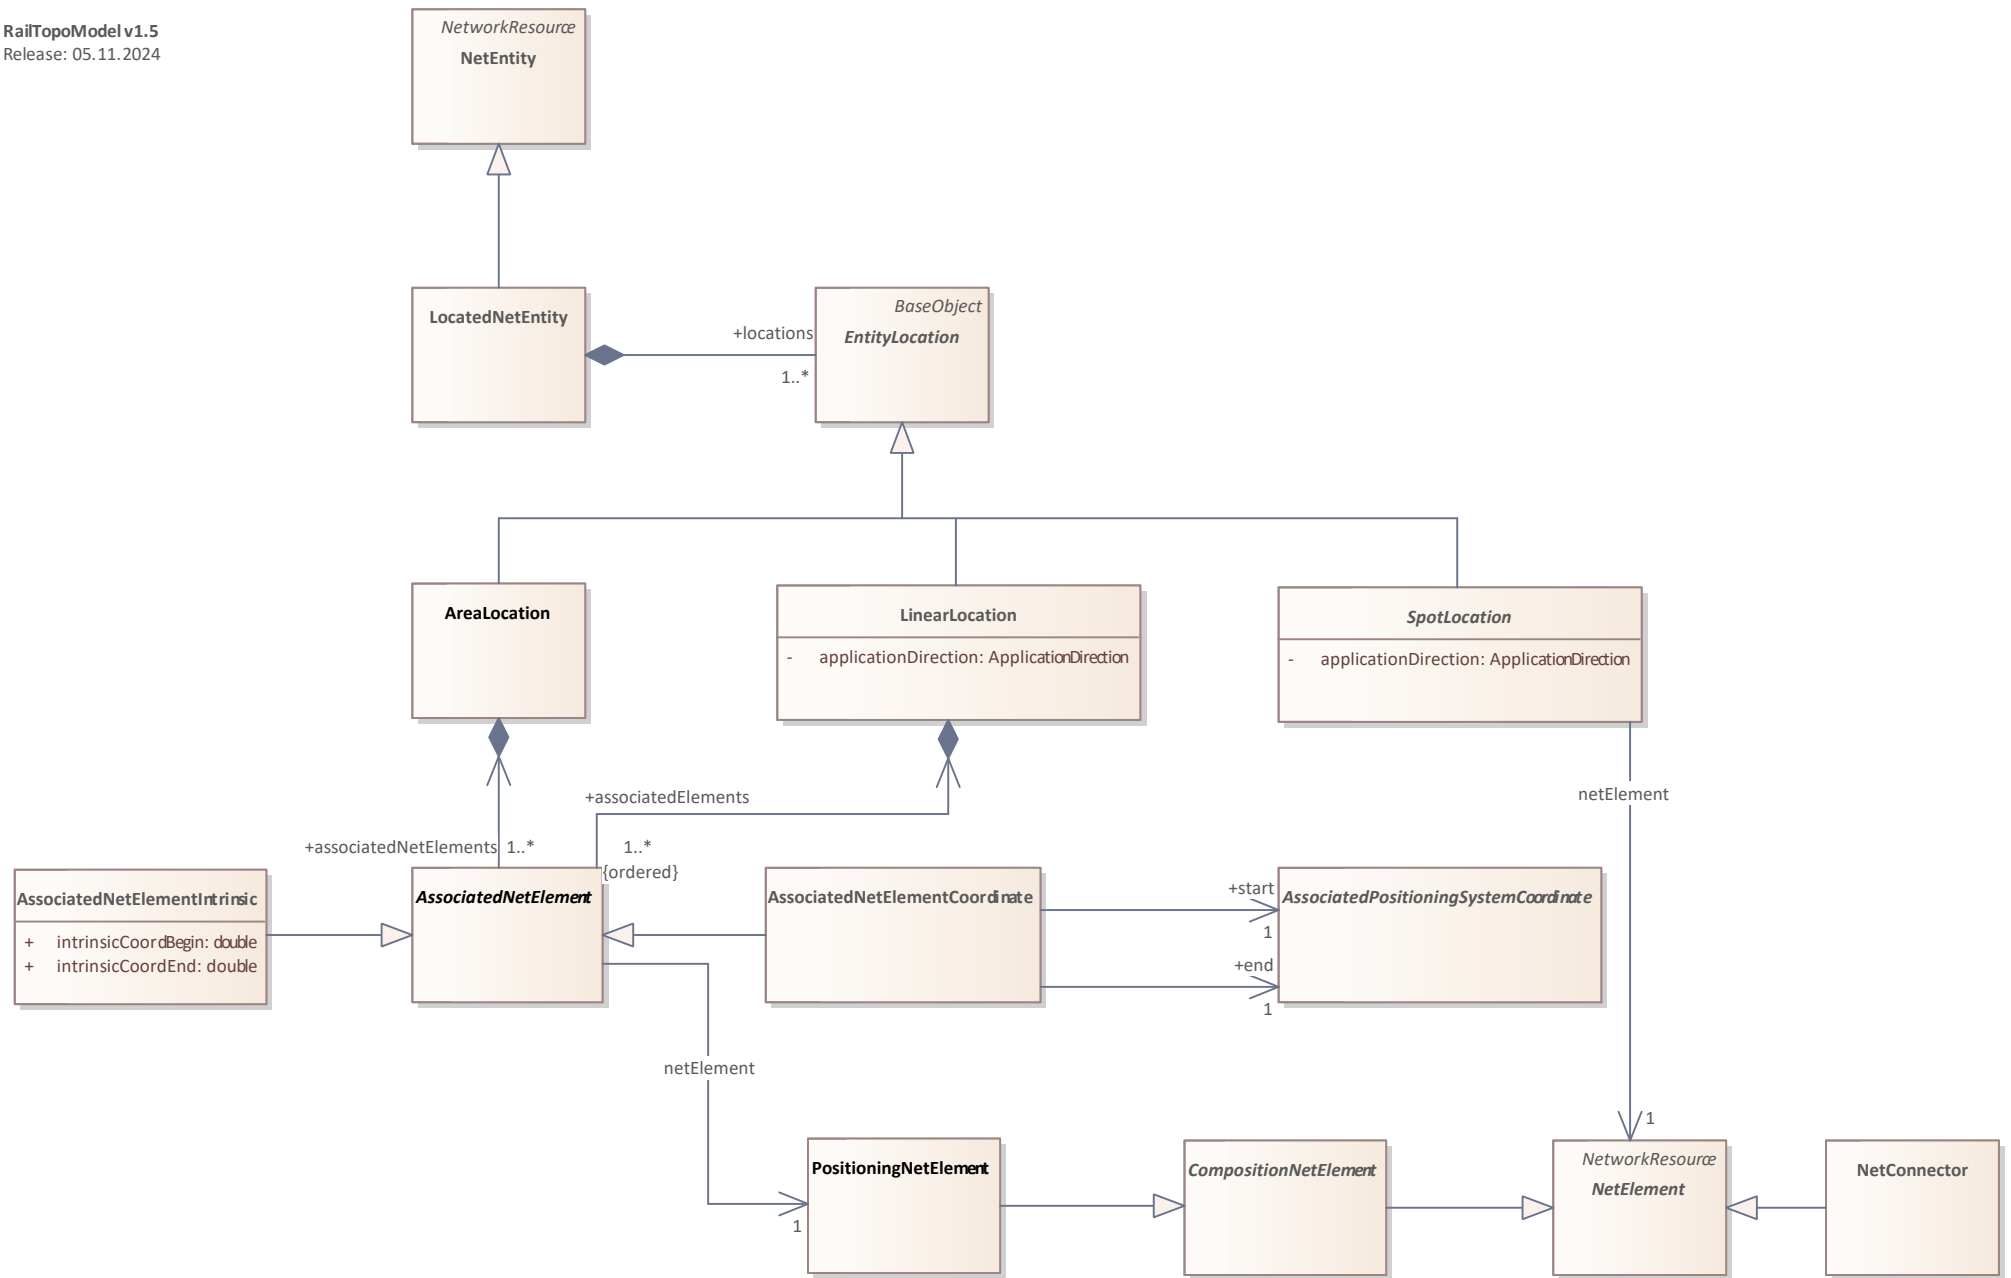 RailTopoModel v1.5
Release: 05.11.2024
NetworkResource
NetEntity
LocatedNetEntity
+locations
1..*
BaseObject
EntityLocation
AreaLocation
LinearLocation
- applicationDirection: ApplicationDirection
SpotLocation
- applicationDirection: ApplicationDirection
netElement
+associatedElements
+associatedNetElements 1..*
1..*
{ordered}
AssociatedNetElementIntrinsic
+ intrinsicCoordBegin: double
+ intrinsicCoordEnd: double
AssociatedNetElement
AssociatedNetElementCoordinate
+start
1
+end
1
AssociatedPositioningSystemCoordinate
netElement
1
1
PositioningNetElement
CompositionNetElement
NetworkResource
NetElement
NetConnector